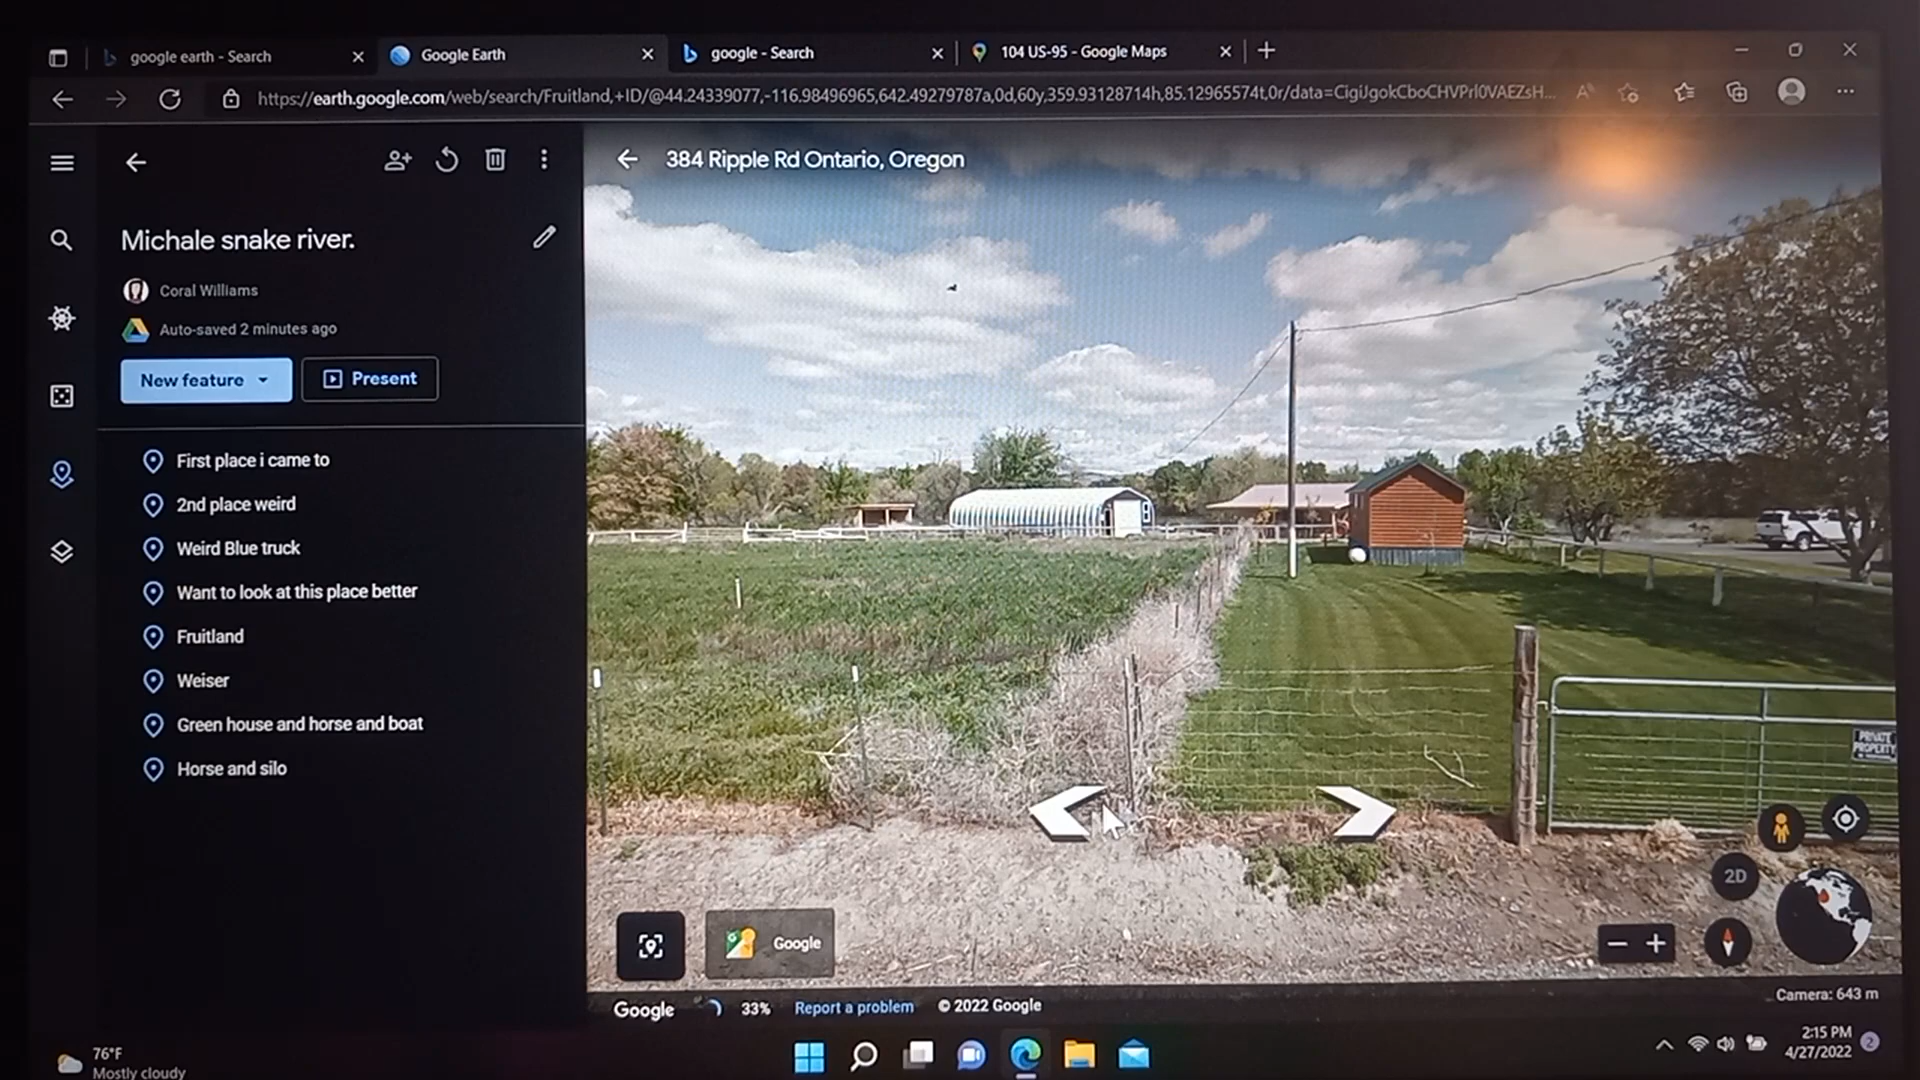 google earth - Search
Google Earth
google - Search
104 US-95 - Google Maps
https://earth.google.com/web/search/Fruitland,+ID/@44.24339077,-116.98496965,642.49279787a,0d,60y,359.93128714h,85.12965574t,0r/data=CigiJgokCboCHVPrl0VAEZsH...
384 Ripple Rd Ontario, Oregon
Michale snake river.
Coral Williams
Auto-saved 2 minutes ago
New feature
Present
First place i came to
2nd place weird
Weird Blue truck
Want to look at this place better
Fruitland
Weiser
Green house and horse and boat
Horse and silo
PRIVATE
PROPERTY
2D
Google
Google
33%
Report a problem
© 2022 Google
Camera: 643 m
76°F
Mostly cloudy
2:15 PM
4/27/2022
2